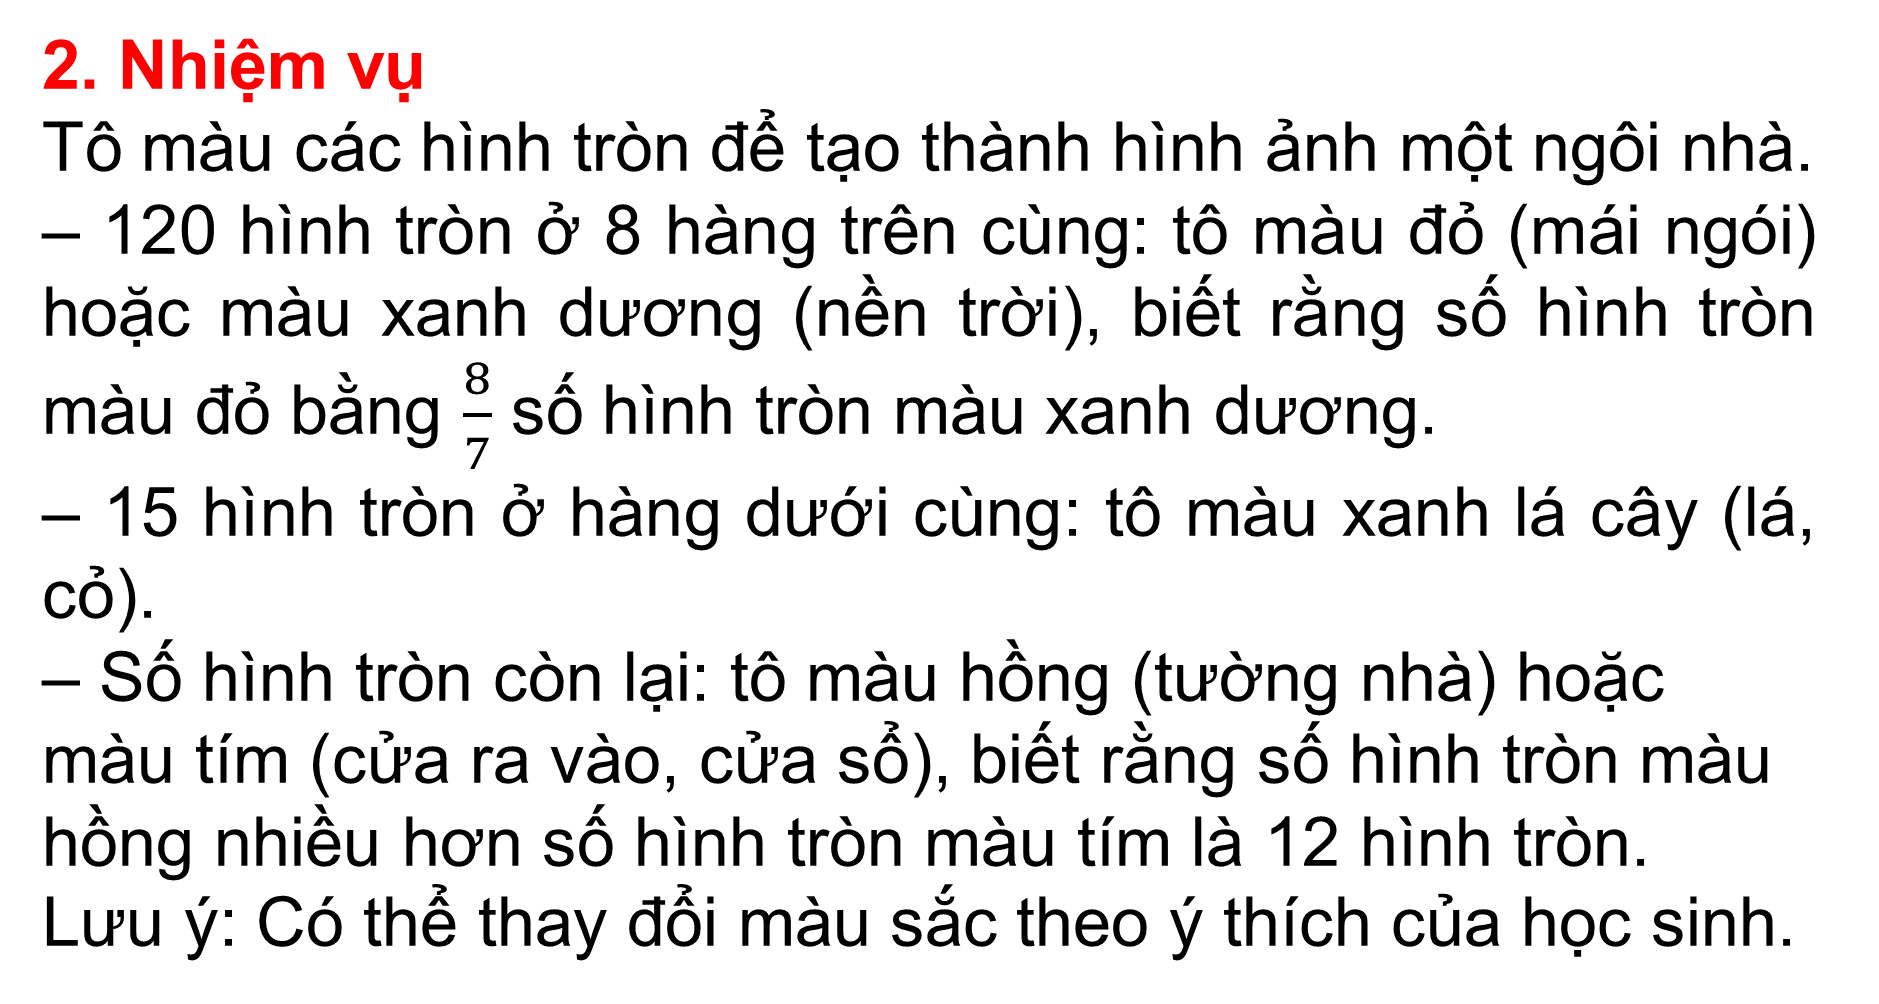 2. Nhiệm vụ
Tô màu các hình tròn để tạo thành hình ảnh một ngôi nhà.
– 120 hình tròn ở 8 hàng trên cùng: tô màu đỏ (mái ngói)
hoặc màu xanh dương (nền trời), biết rằng số hình tròn
màu đỏ bằng 8/7 số hình tròn màu xanh dương.
– 15 hình tròn ở hàng dưới cùng: tô màu xanh lá cây (lá,
cỏ).
– Số hình tròn còn lại: tô màu hồng (tường nhà) hoặc
màu tím (cửa ra vào, cửa sổ), biết rằng số hình tròn màu
hồng nhiều hơn số hình tròn màu tím là 12 hình tròn.
Lưu ý: Có thể thay đổi màu sắc theo ý thích của học sinh.